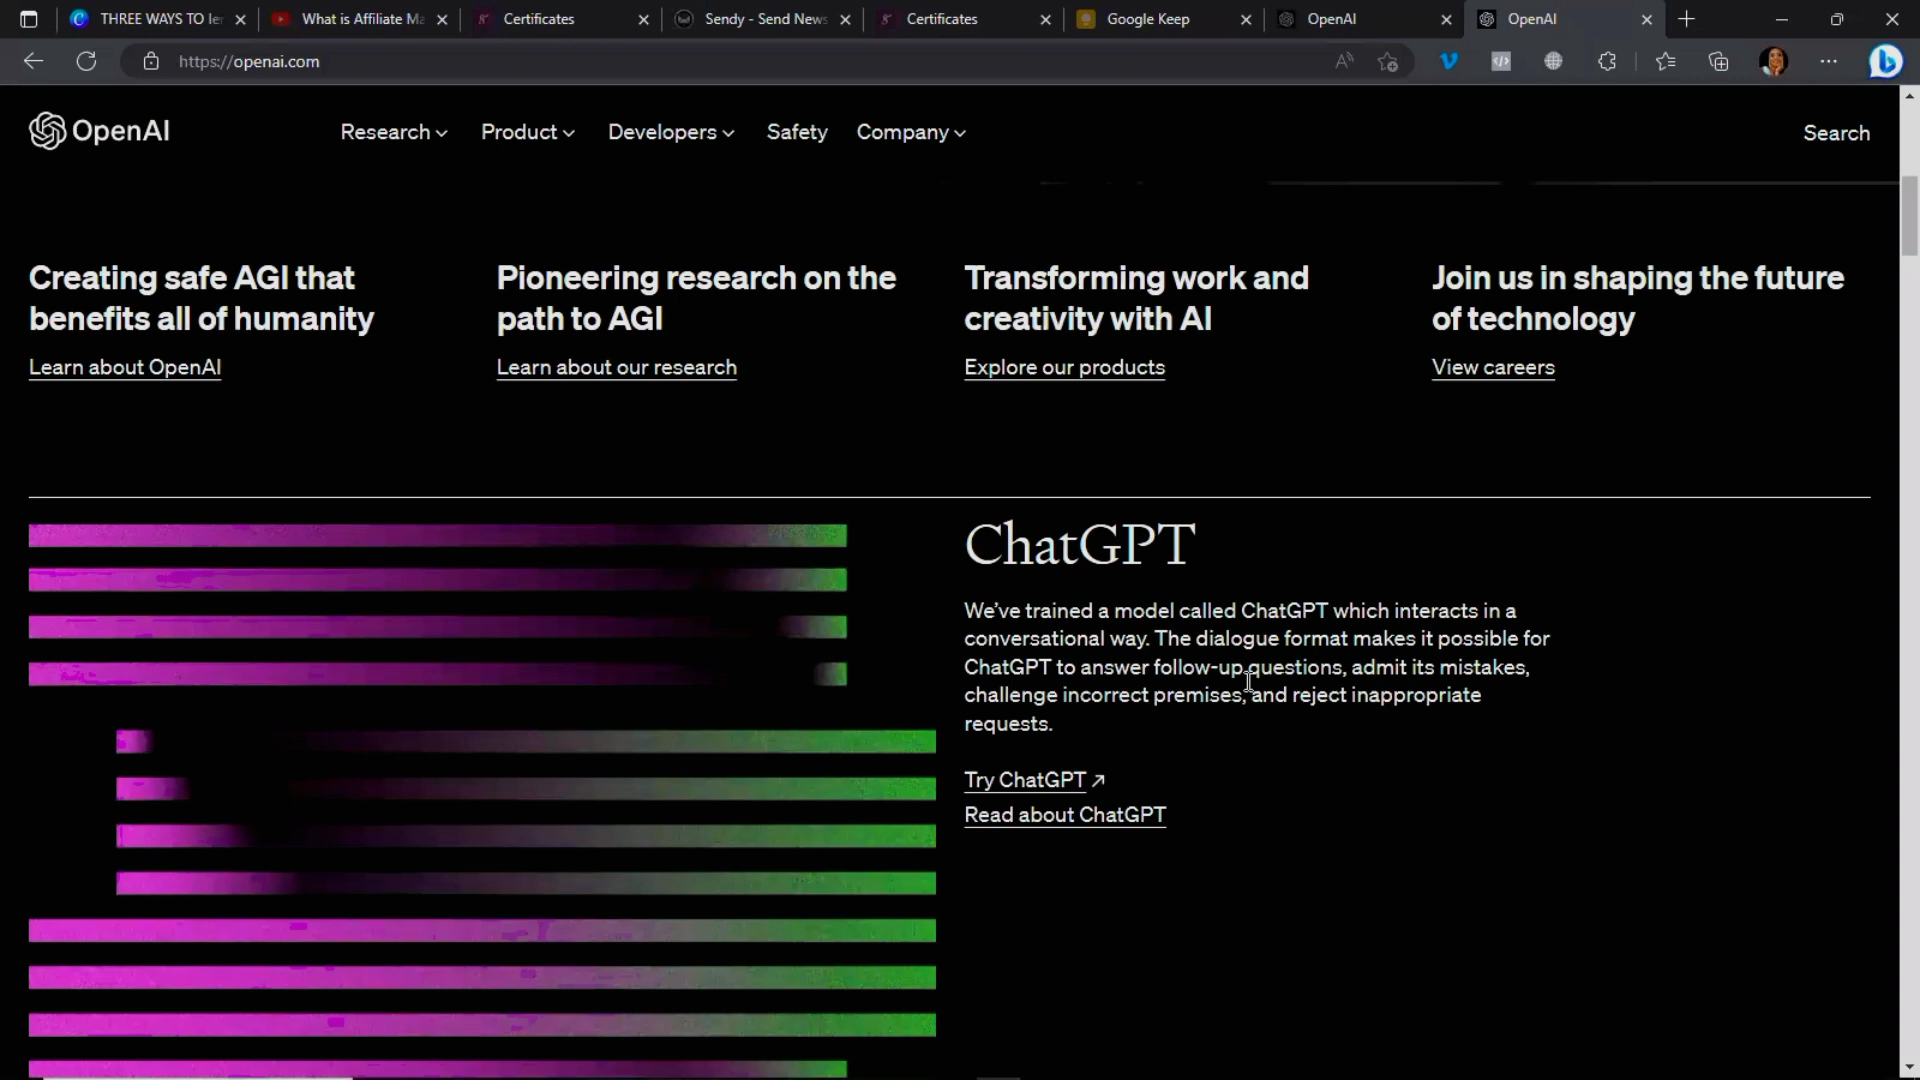 THREE WAYS TO
What is Affiliate
Certificates
Sendy - Send News
Certificates
Google Keep
OpenAI
OpenAI
https://openai.com
OpenAI
Research
Product
Developers
Safety
Company
Search
Creating safe AGI that
benefits all of humanity
Learn about OpenAI
Pioneering research on the
path to AGI
Learn about our research
Transforming work and
creativity with AI
Explore our products
Join us in shaping the future
of technology
View careers
ChatGPT
We've trained a model called ChatGPT which interacts in a
conversational way. The dialogue format makes it possible for
ChatGPT to answer follow-up questions, admit its mistakes,
challenge incorrect premises, and reject inappropriate
requests.
Try ChatGPT ↗
Read about ChatGPT